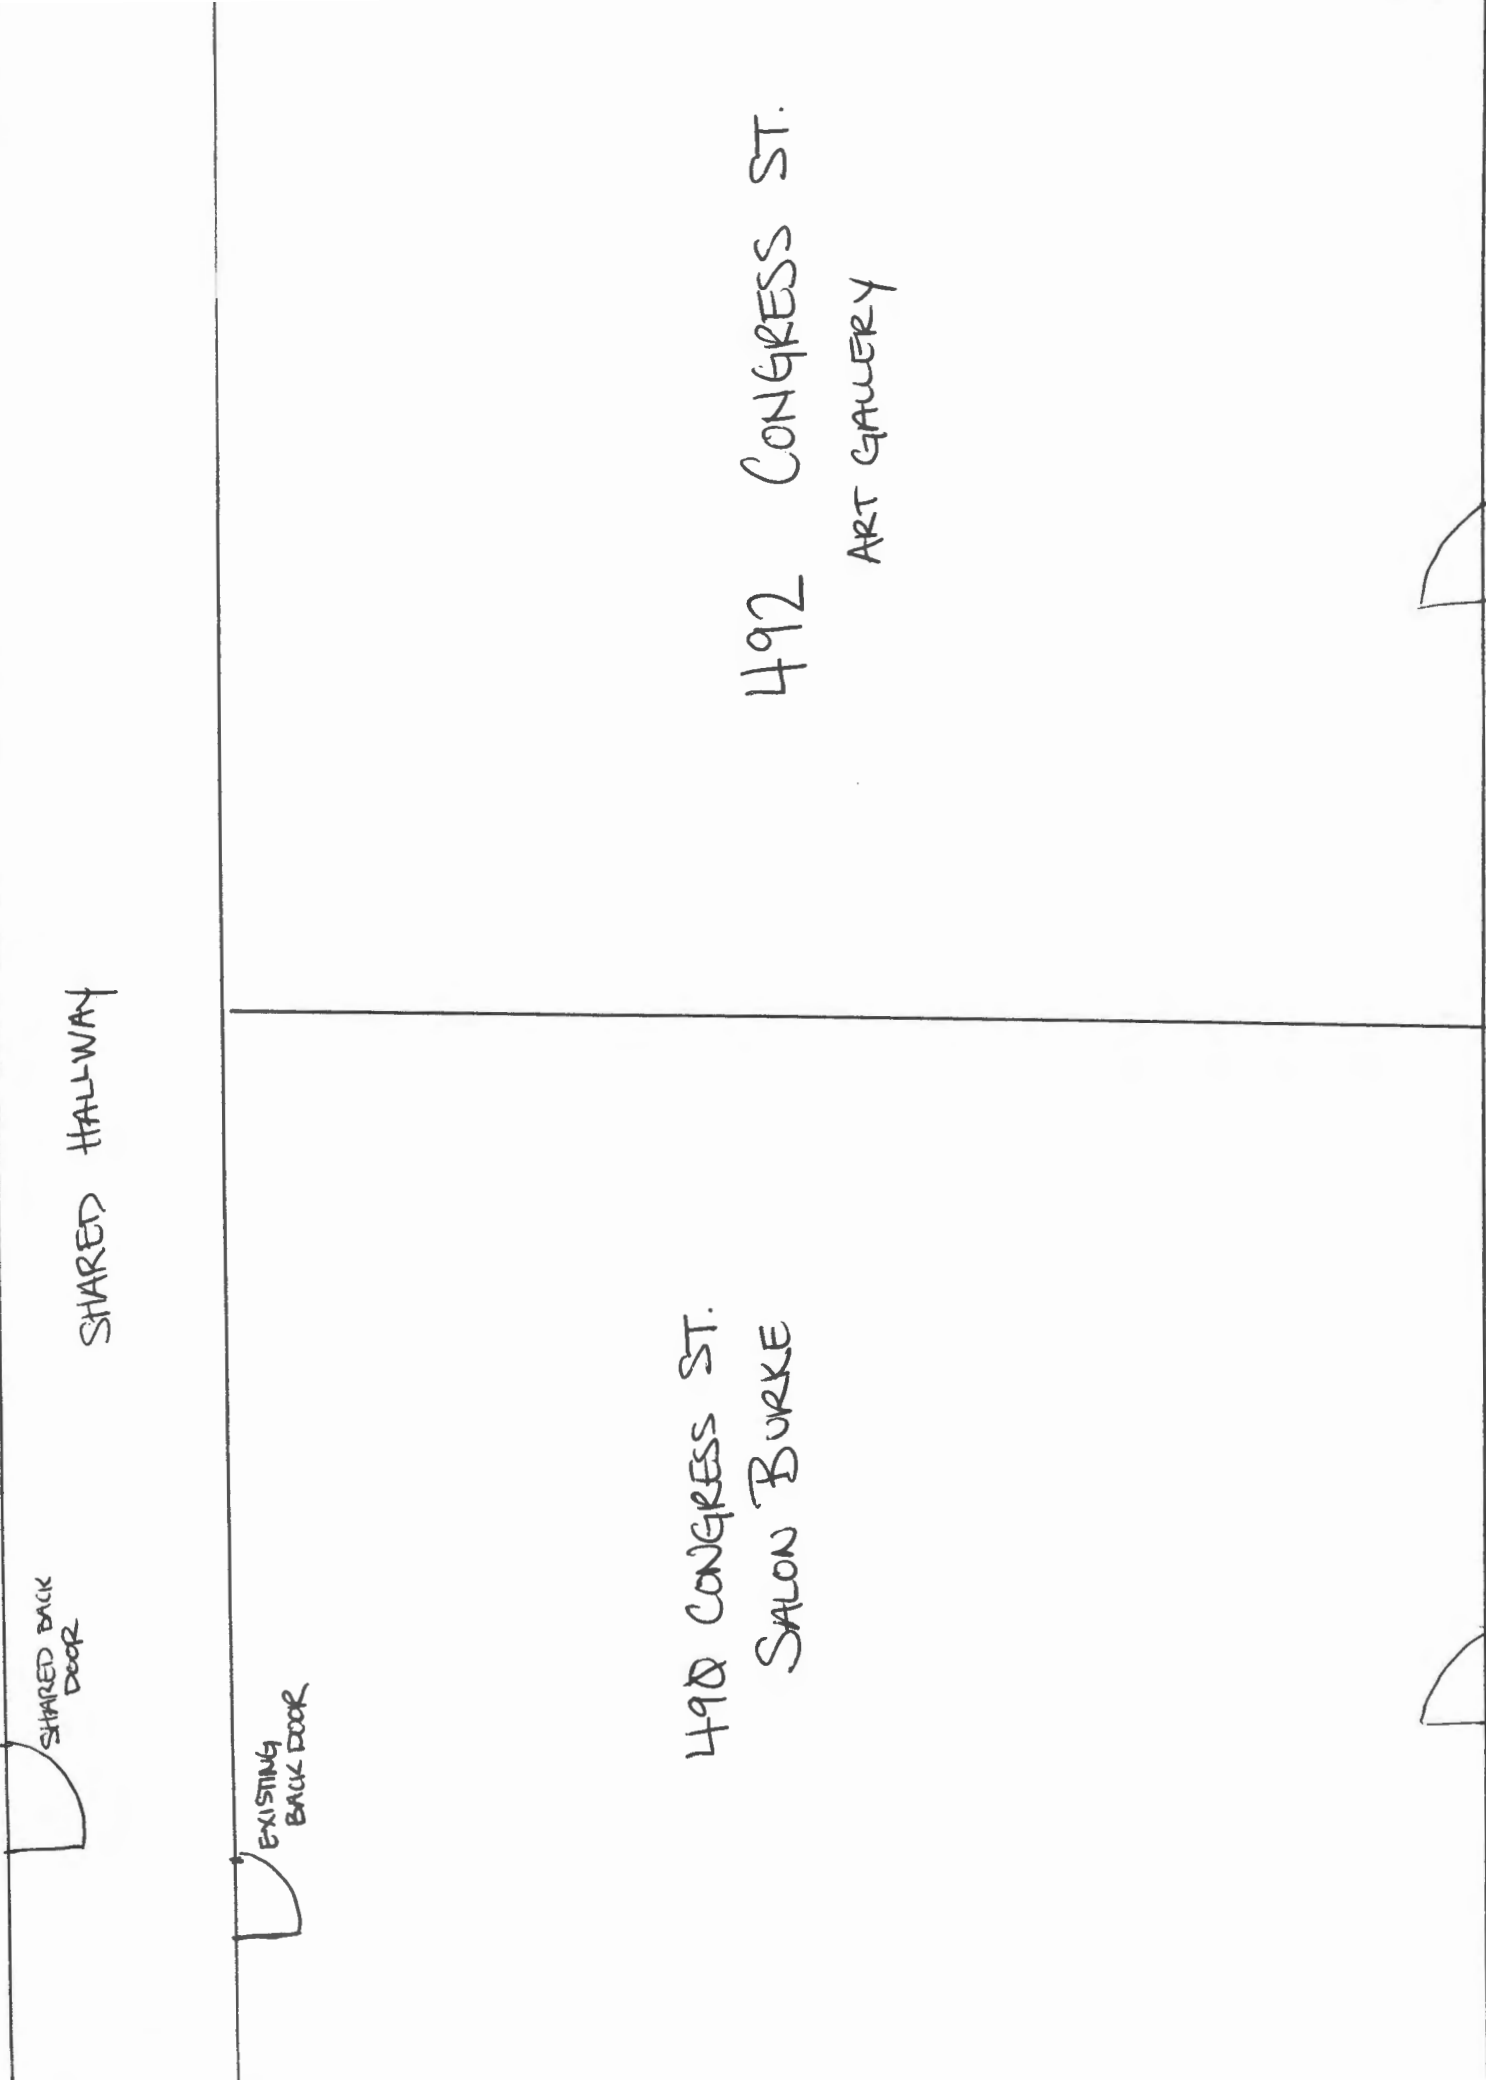 SHARED HALLWAY
SHARED BACK
DOOR
EXISTING
BACK DOOR
490 CONGRESS ST.
SALON BURKE
492 CONGRESS ST.
ART GALLERY